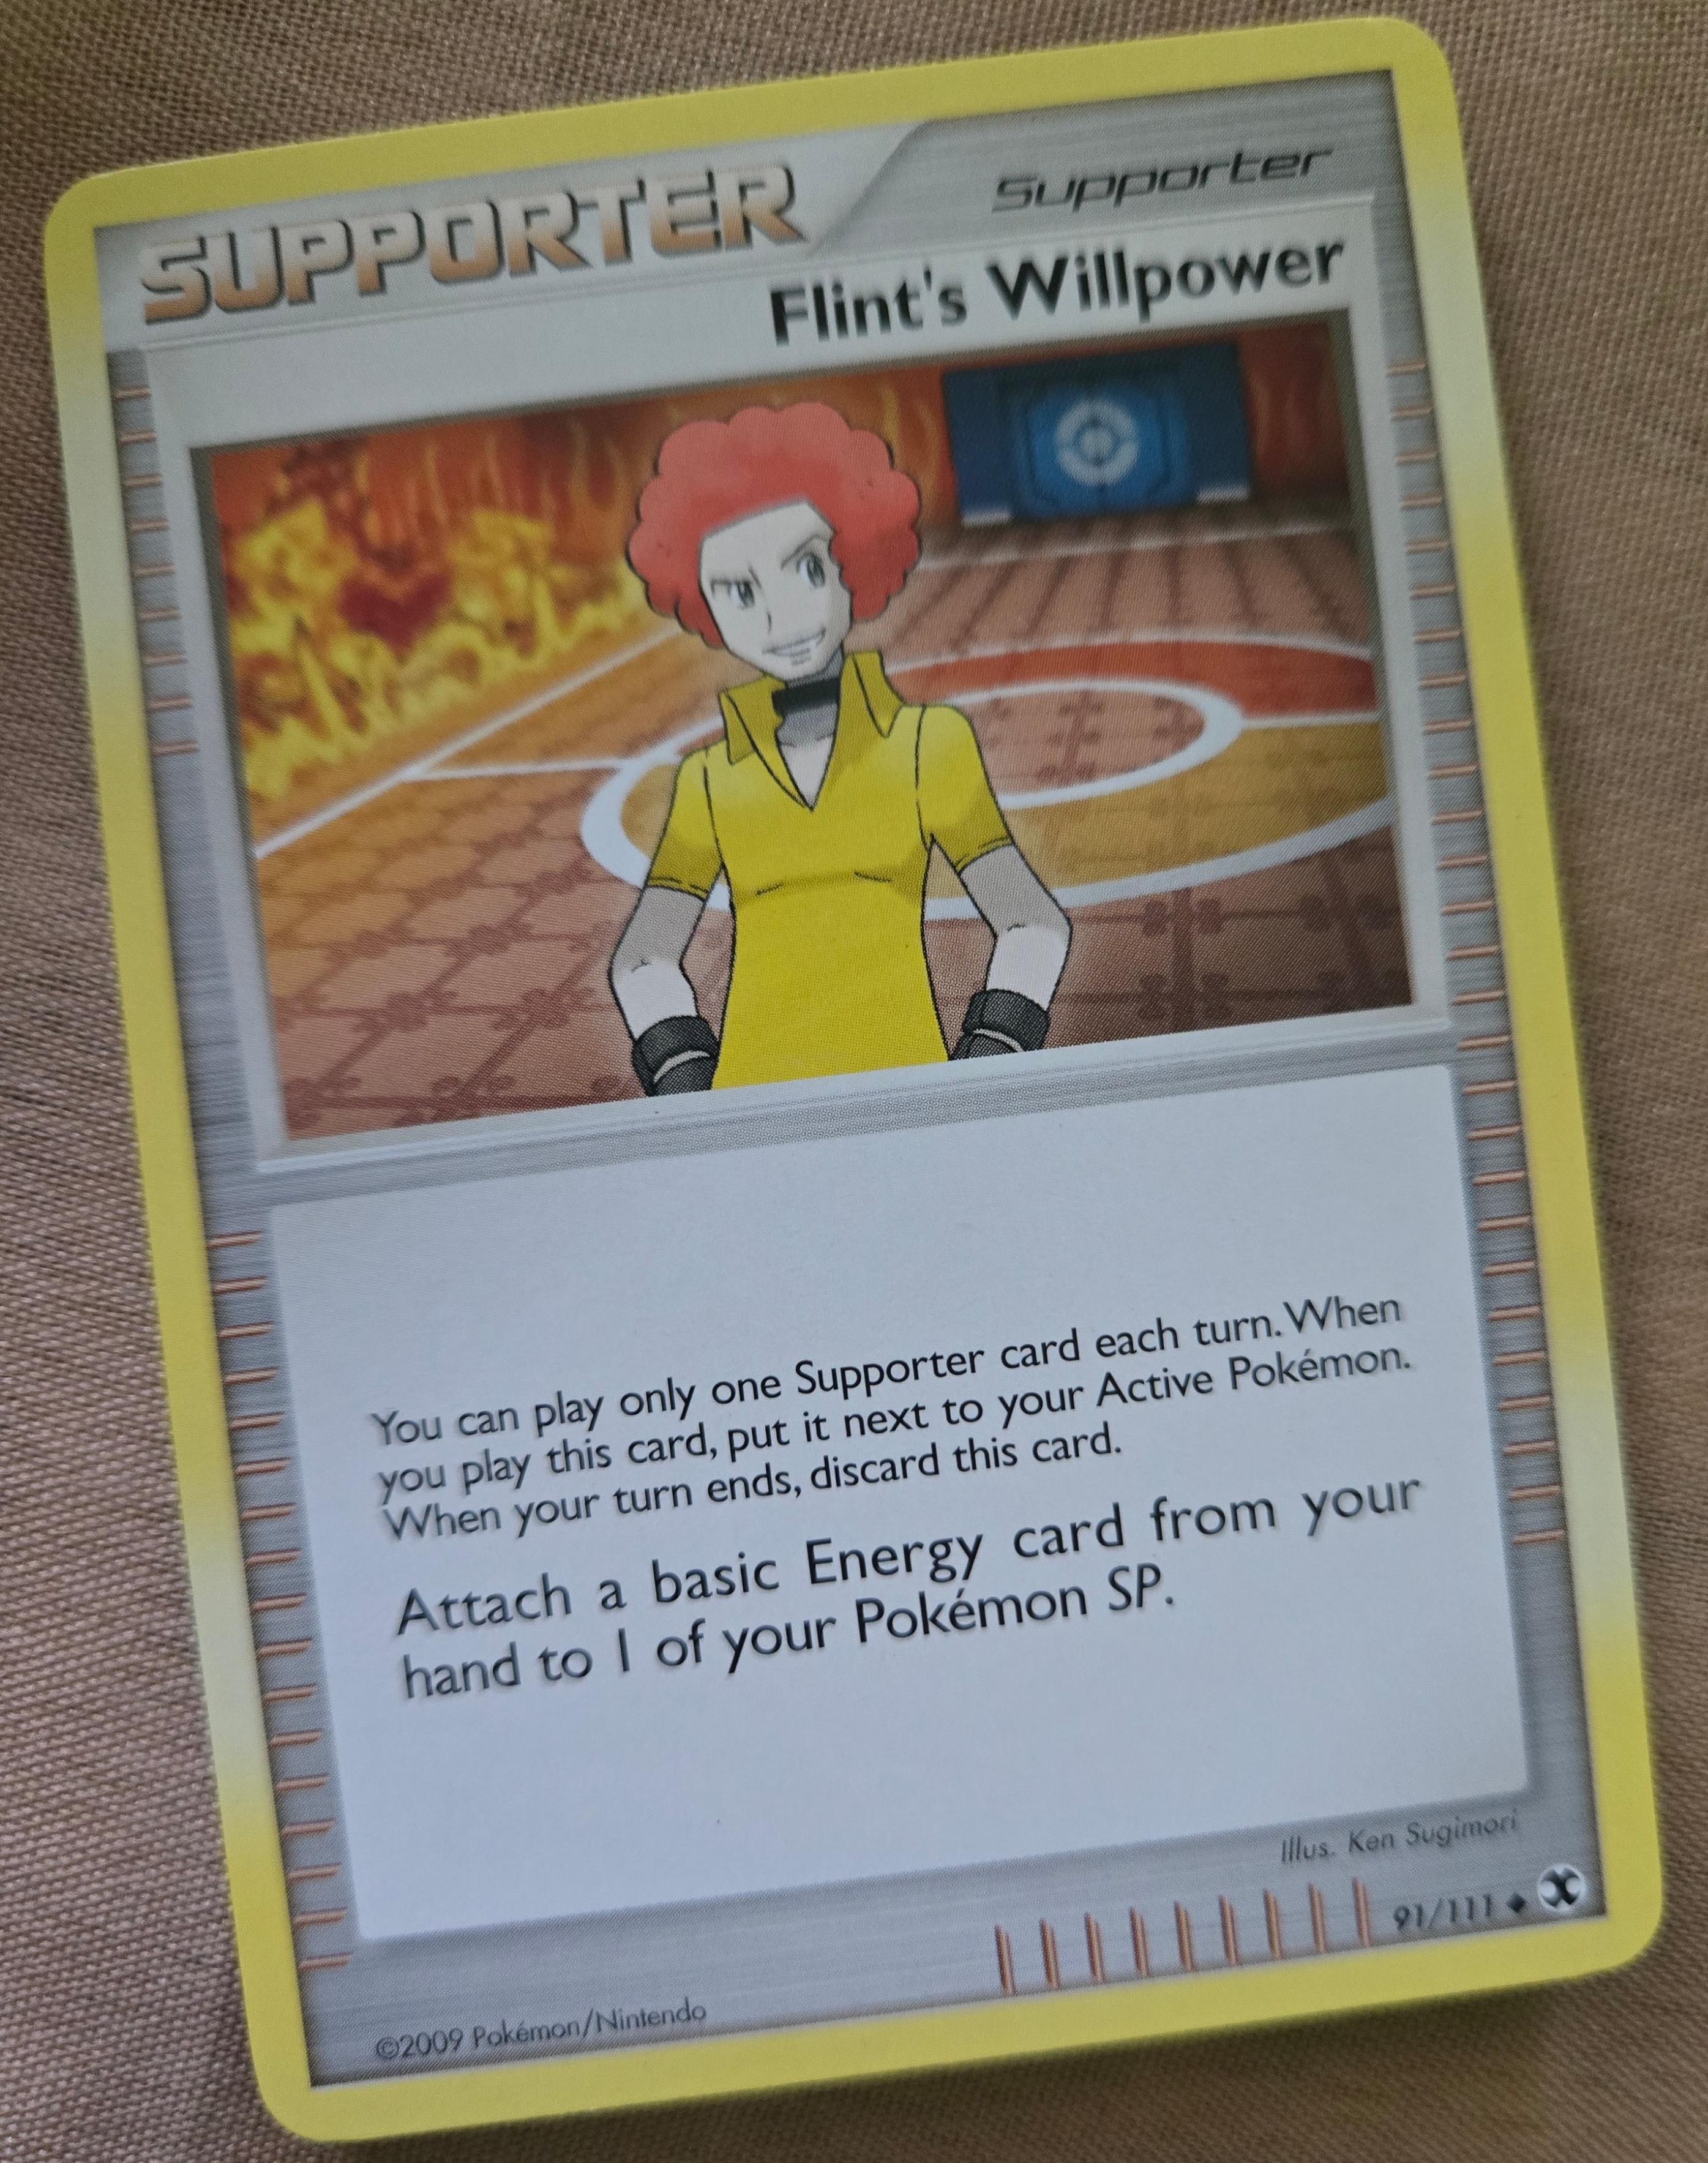 SUPPORTER
Supporter
Flint's Willpower
You can play only one Supporter card each turn. When
you play this card, put it next to your Active Pokémon.
When your turn ends, discard this card.
Attach a basic Energy card from your
hand to 1 of your Pokémon SP.
Illus. Ken Sugimori
91/111
©2009 Pokémon/Nintendo